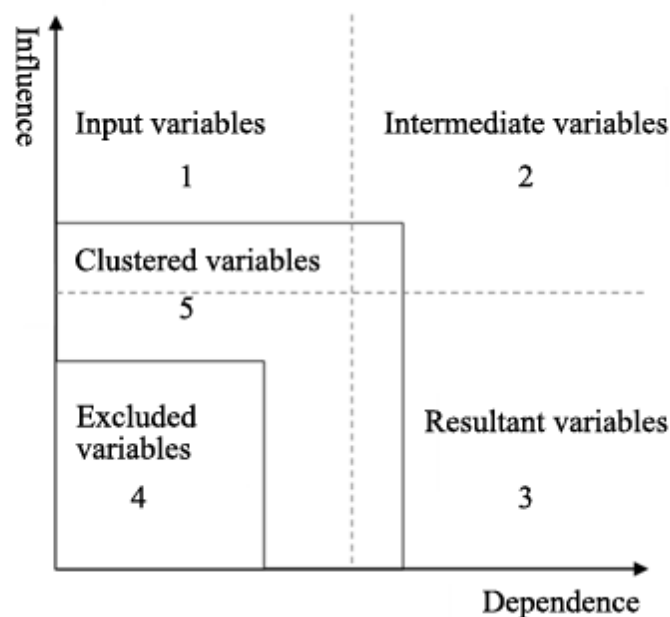 Influence
Input variables
1
Intermediate variables
2
Clustered variables
5
Excluded
variables
4
Resultant variables
3
Dependence